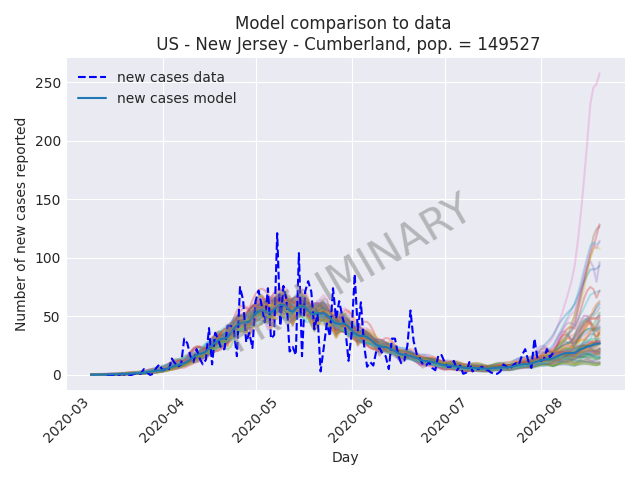 Model comparison to data
US - New Jersey - Cumberland, pop. = 149527
new cases data
new cases model
Number of new cases reported
250
200
150
100
50
0
2020-03
2020-04
2020-05
2020-06
2020-07
2020-08
Day